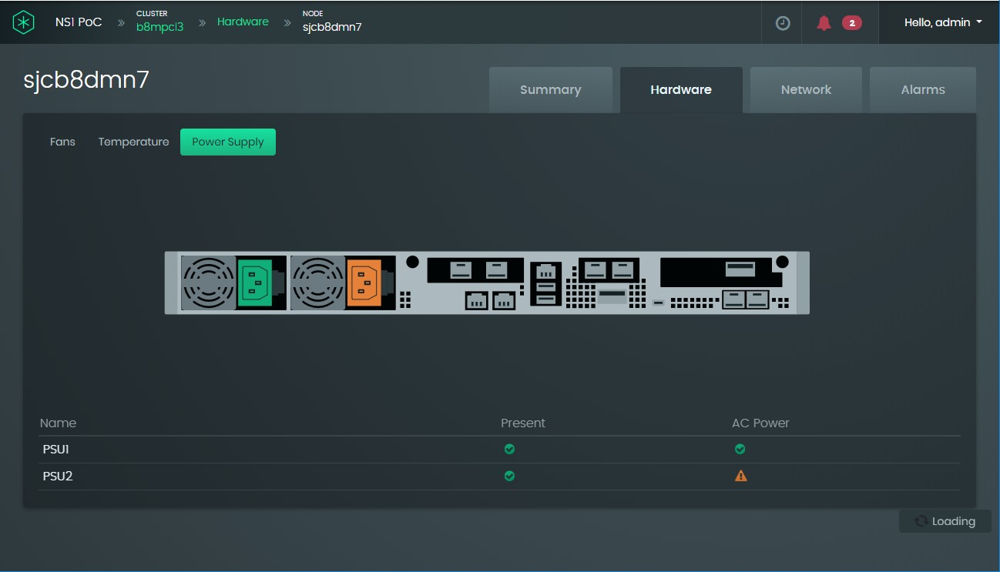 NS1 PoC
CLUSTER
b8mpcl3
Hardware
NODE
sjcb8dmn7
2
Hello, admin
sjcb8dmn7
Summary
Hardware
Network
Alarms
Fans
Temperature
Power Supply
Name
Present
AC Power
PSU1
PSU2
Loading